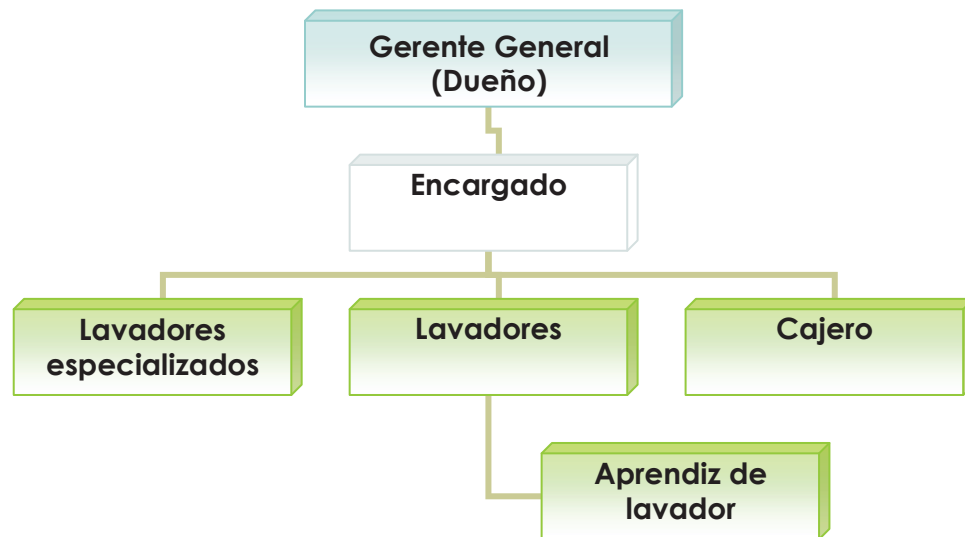 Gerente General
(Dueño)
Encargado
Lavadores
especializados
Lavadores
Cajero
Aprendiz de
lavador